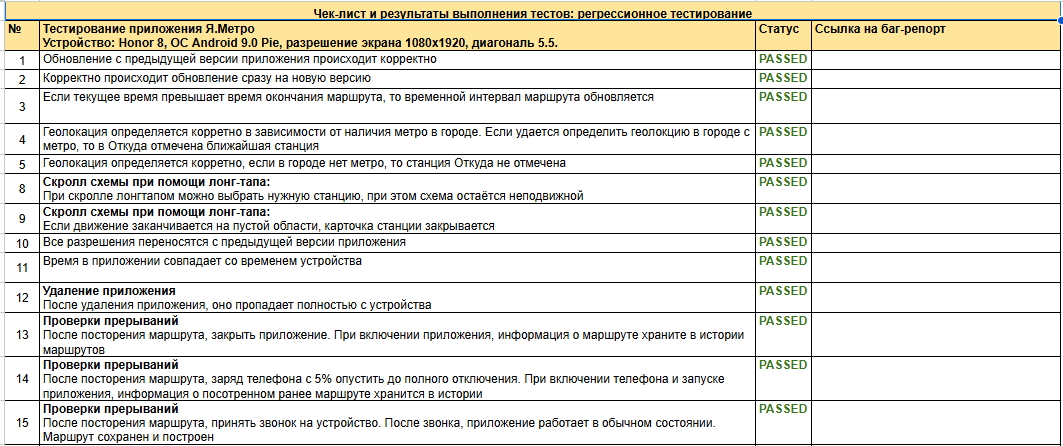 Чек-лист и результаты выполнения тестов: регрессионное тестирование
№ Тестирование приложения Я.Метро Статус Ссылка на баг-репорт
Устройство: Honor 8, ОС Android 9.0 Pie, разрешение экрана 1080x1920, диагональ 5.5.
1 Обновление с предыдущей версии приложения происходит корректно PASSED
2 Корректно происходит обновление сразу на новую версию PASSED
3 Если текущее время превышает время окончания маршрута, то временной интервал маршрута обновляется PASSED
4 Геолокация определяется корретно в зависимости от наличия метро в городе. Если удается определить геолокцию в городе с PASSED
метро, то в Откуда отмечена ближайшая станция
5 Геолокация определяется корретно, если в городе нет метро, то станция Откуда не отмечена PASSED
8 Скролл схемы при помощи лонг-тапа: PASSED
При скролле лонгтапом можно выбрать нужную станцию, при этом схема остаётся неподвижной
9 Скролл схемы при помощи лонг-тапа: PASSED
Если движение заканчивается на пустой области, карточка станции закрывается
10 Все разрешения переносятся с предыдущей версии приложения PASSED
11 Время в приложении совпадает со временем устройства PASSED
12 Удаление приложения PASSED
После удаления приложения, оно пропадает полностью с устройства
13 Проверки прерываний PASSED
После посторения маршрута, закрыть приложение. При включении приложения, информация о маршруте храните в истории
маршрутов
14 Проверки прерываний PASSED
После посторения маршрута, заряд телефона с 5% опустить до полного отключения. При включении телефона и запуске
приложения, информация о посотренном ранее маршруте хранится в истории
15 Проверки прерываний PASSED
После посторения маршрута, принять звонок на устройство. После звонка, приложение работает в обычном состоянии.
Маршрут сохранен и построен